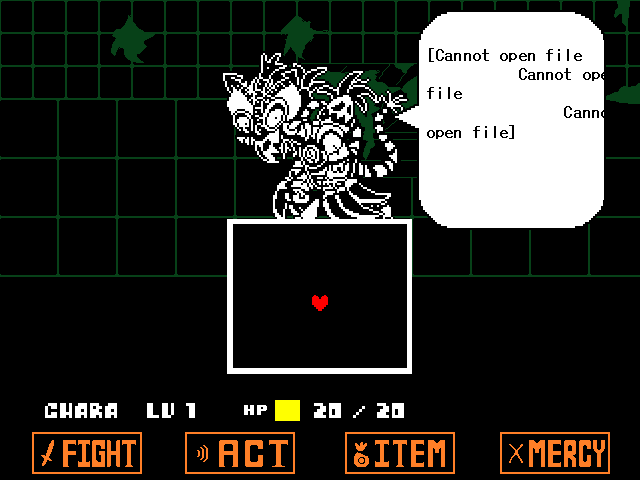 [Cannot open file
Cannot ope
file
Canno
open file]
CHARA LV 1 HP 20 / 20
FIGHT ACT ITEM MERCY